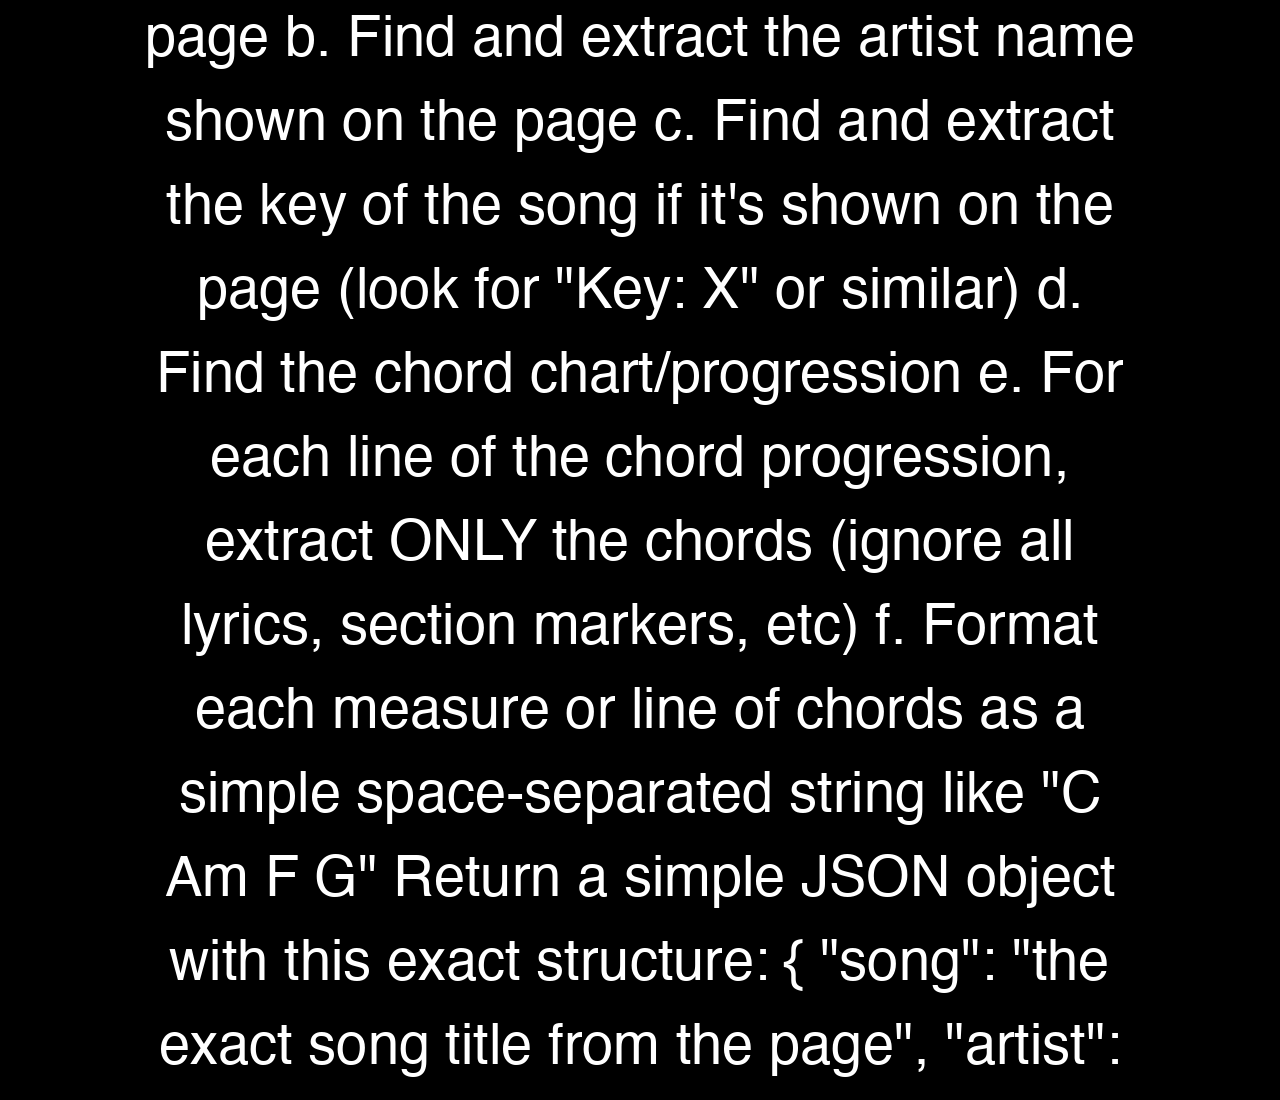 page b. Find and extract the artist name
shown on the page c. Find and extract
the key of the song if it's shown on the
page (look for "Key: X" or similar) d.
Find the chord chart/progression e. For
each line of the chord progression,
extract ONLY the chords (ignore all
lyrics, section markers, etc) f. Format
each measure or line of chords as a
simple space-separated string like "C
Am F G" Return a simple JSON object
with this exact structure: { "song": "the
exact song title from the page", "artist":